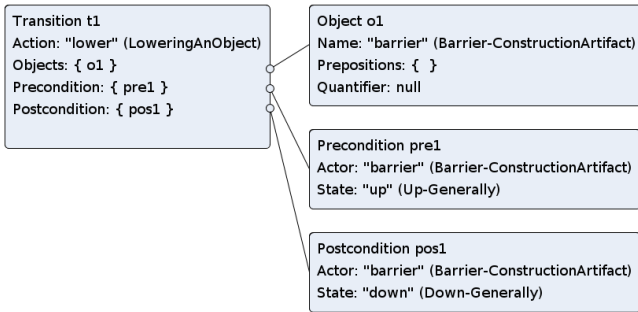 Transition t1
Action: "lower" (LoweringAnObject)
Objects: { o1 }
Precondition: { pre1 }
Postcondition: { pos1 }
Object o1
Name: "barrier" (Barrier-ConstructionArtifact)
Prepositions: {  }
Quantifier: null
Precondition pre1
Actor: "barrier" (Barrier-ConstructionArtifact)
State: "up" (Up-Generally)
Postcondition pos1
Actor: "barrier" (Barrier-ConstructionArtifact)
State: "down" (Down-Generally)